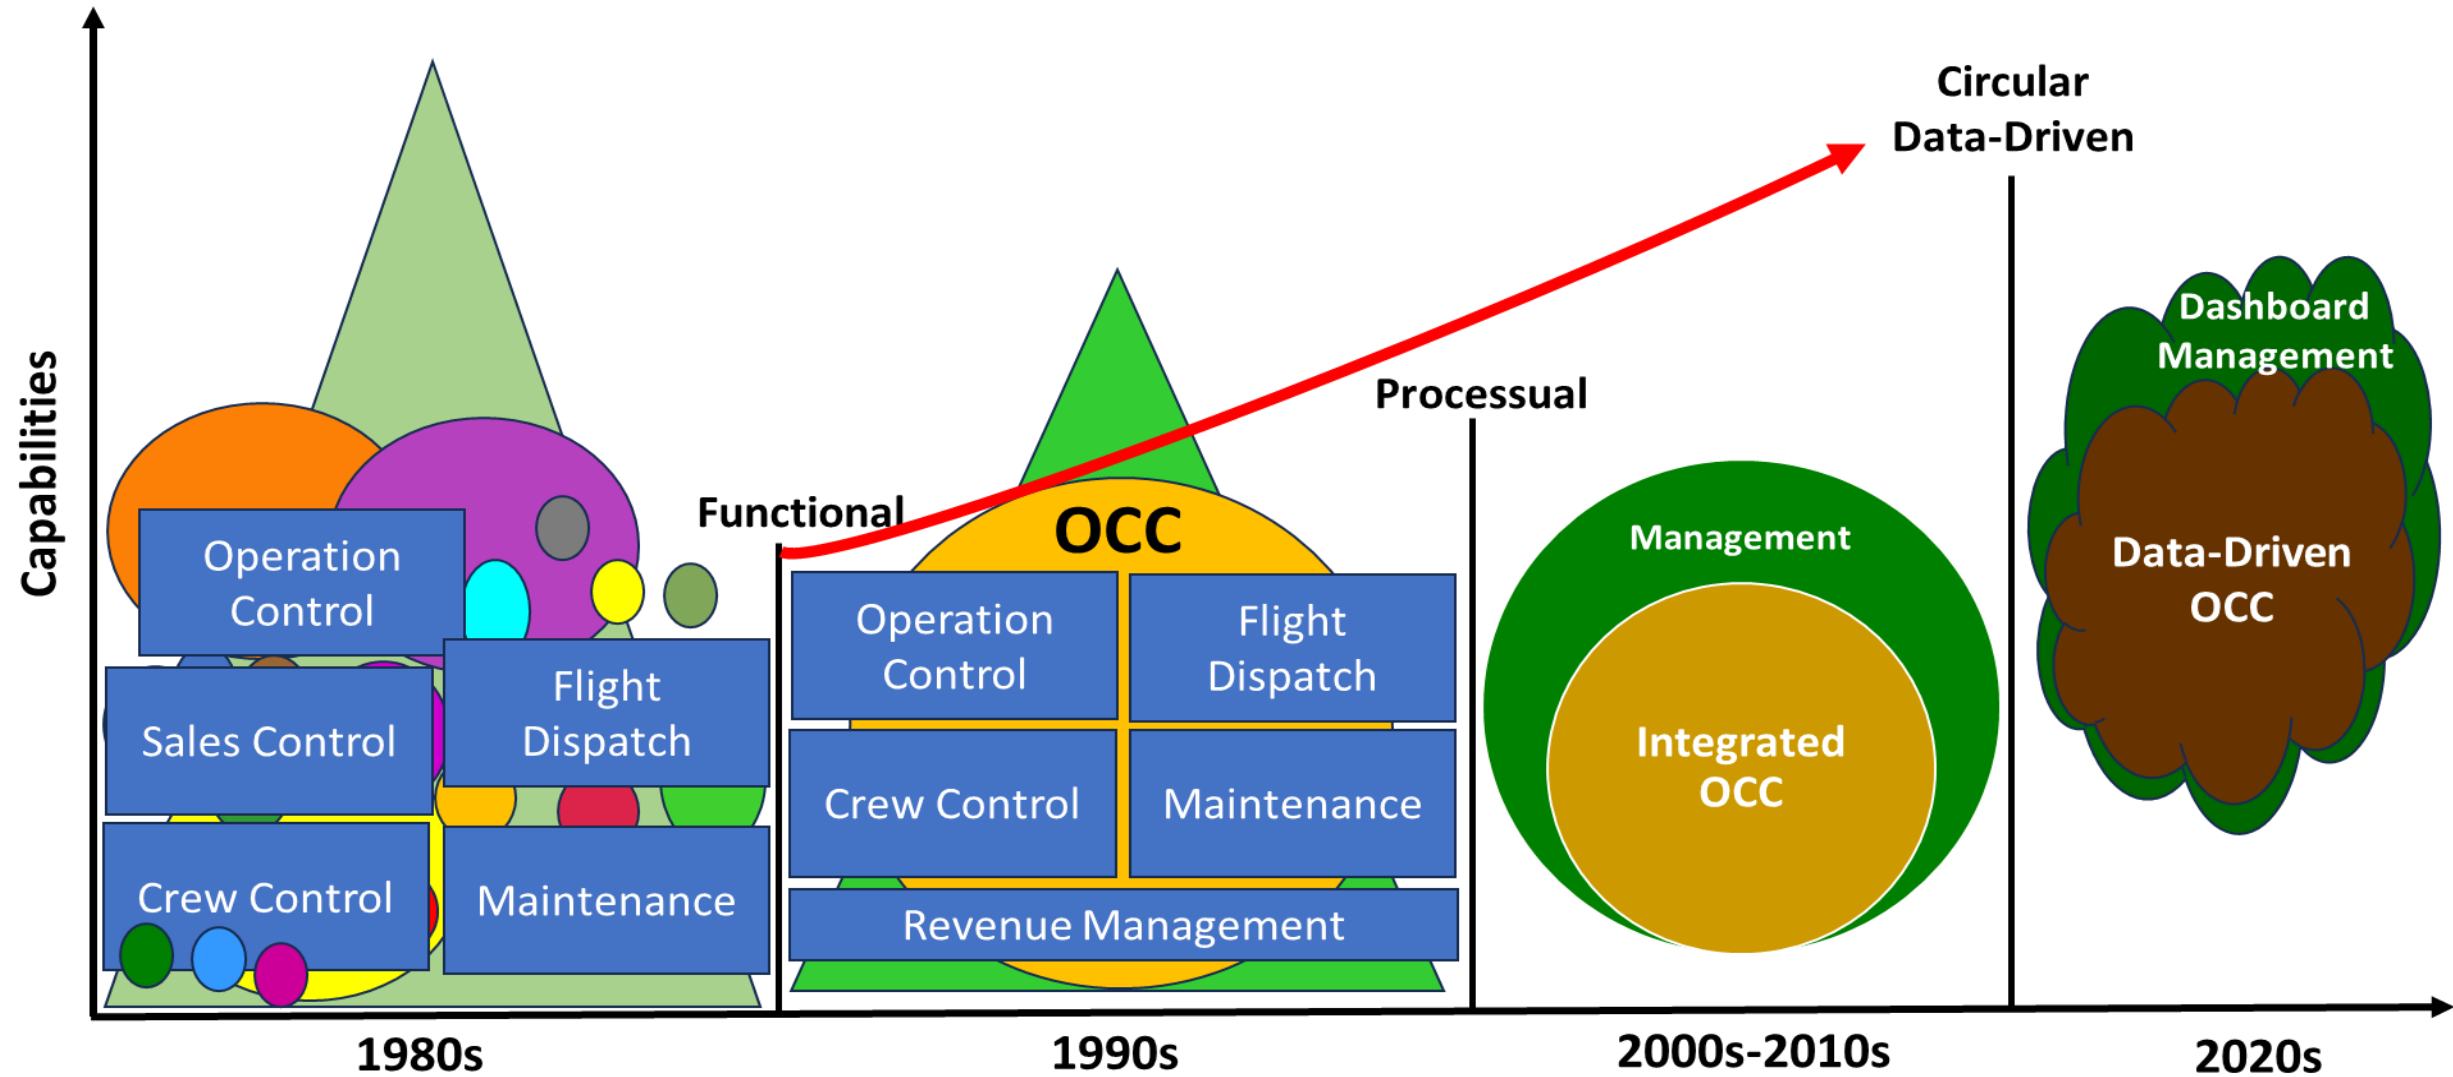 Capabilities
Operation
Control
Sales Control
Flight
Dispatch
Crew Control
Maintenance
Functional
OCC
Operation
Control
Flight
Dispatch
Crew Control
Maintenance
Revenue Management
Processual
Management
Integrated
OCC
Circular
Data-Driven
Dashboard
Management
Data-Driven
OCC
1980s
1990s
2000s-2010s
2020s